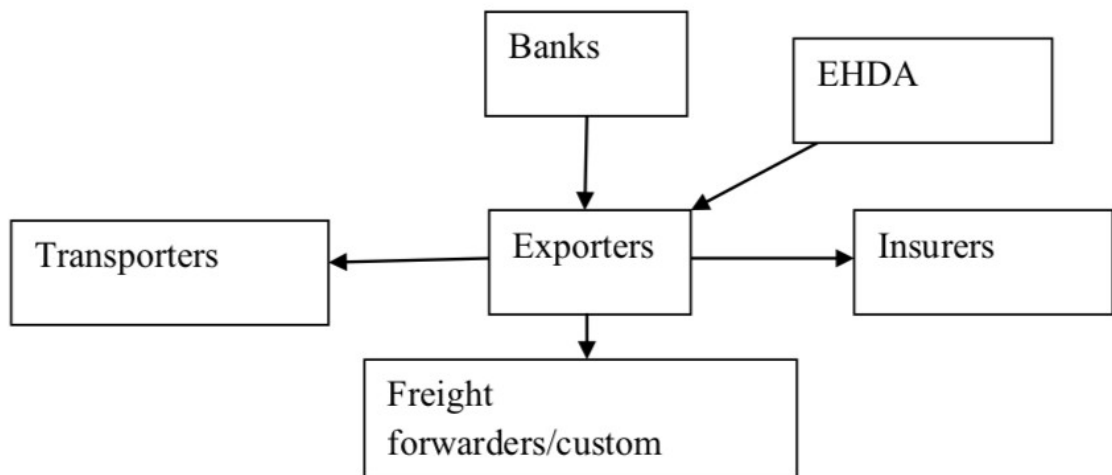 Banks
EHDA
Transporters
Exporters
Insurers
Freight
forwarders/custom